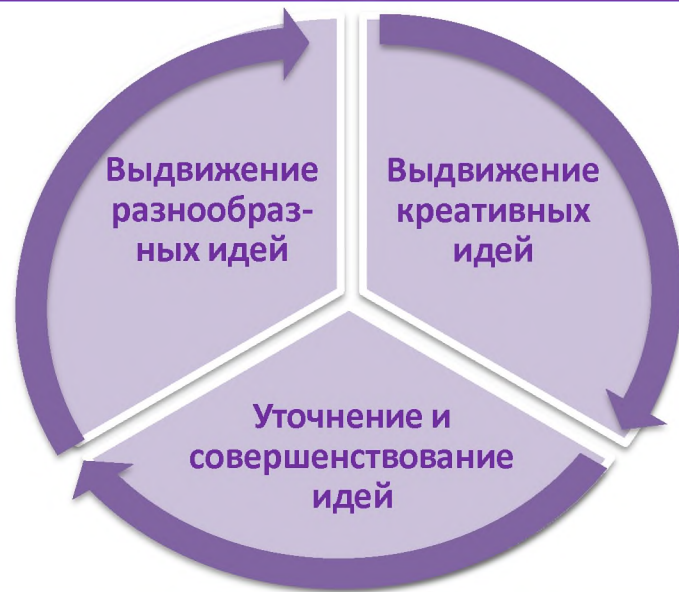 Выдвижение
разнообраз-
ных идей
Выдвижение
креативных
идей
Уточнение и
совершенствование
идей